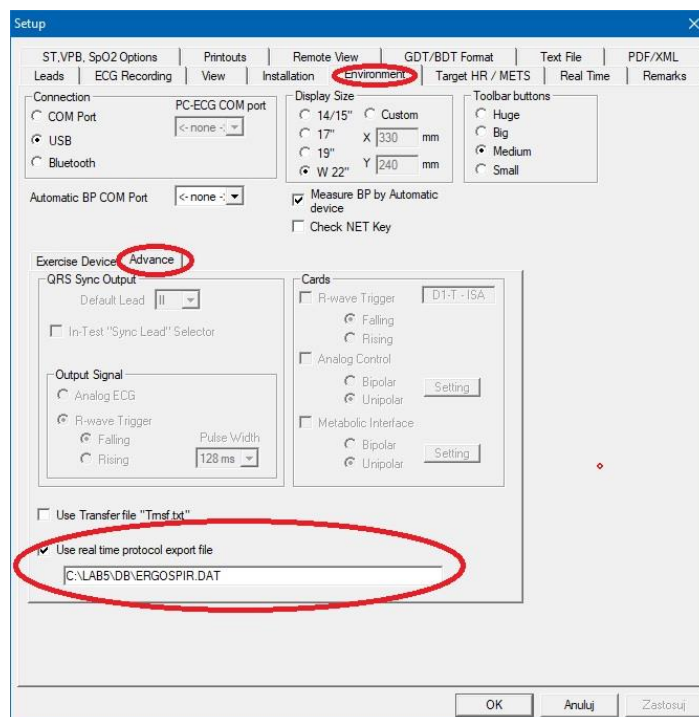 Setup
ST,VPB, SpO2 Options Printouts Remote View GDT/BDT Format Text File PDF/XML
Leads ECG Recording View Installation Environment Target HR / METS Real Time Remarks
Connection
COM Port
USB
Bluetooth
PC-ECG COM port
<- none -:
Automatic BP COM Port <- none -:
Display Size
14/15" Custom
17" X 330 mm
19"
W 22" Y 240 mm
Measure BP by Automatic
device
Check NET Key
Toolbar buttons
Huge
Big
Medium
Small
Exercise Device Advance
QRS Sync Output
Default Lead II
In-Test "Sync Lead" Selector
Output Signal
Analog ECG
R-wave Trigger
Falling
Rising
Pulse Width
128 ms
Cards
R-wave Trigger D1-T - ISA
Falling
Rising
Analog Control
Bipolar
Unipolar
Setting
Metabolic Interface
Bipolar
Unipolar
Setting
Use Transfer file "Trnsf.txt"
Use real time protocol export file
C:\LAB5\DB\ERGOSPIR.DAT
OK Anuluj Zastosuj